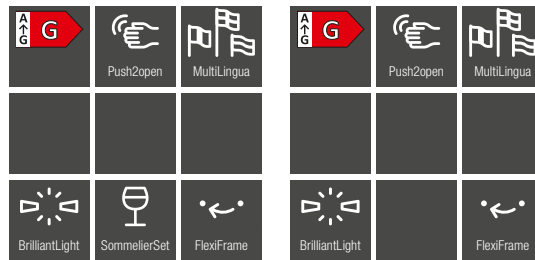 A
G
G
Push2open
MultiLingua
BrilliantLight
SommelierSet
FlexiFrame
A
G
G
Push2open
MultiLingua
BrilliantLight
FlexiFrame